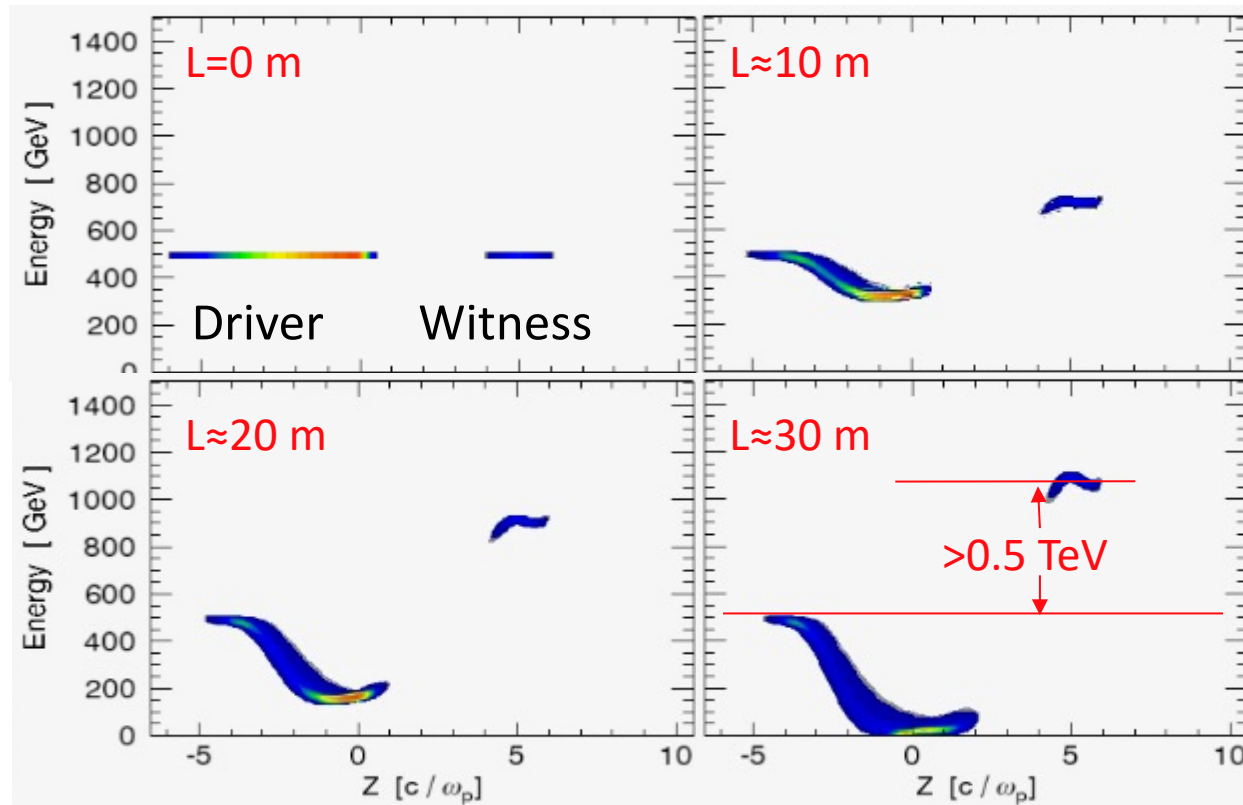 1400
1200
1000
800
600
400
200
0
Energy [ GeV ]
L=0 m
Driver Witness
L≈10 m
1400
1200
1000
800
600
400
200
0
Energy [ GeV ]
L≈20 m
-5 0 5 10
Z [ c / ωp ]
L≈30 m
>0.5 TeV
-5 0 5 10
Z [ c / ωp ]